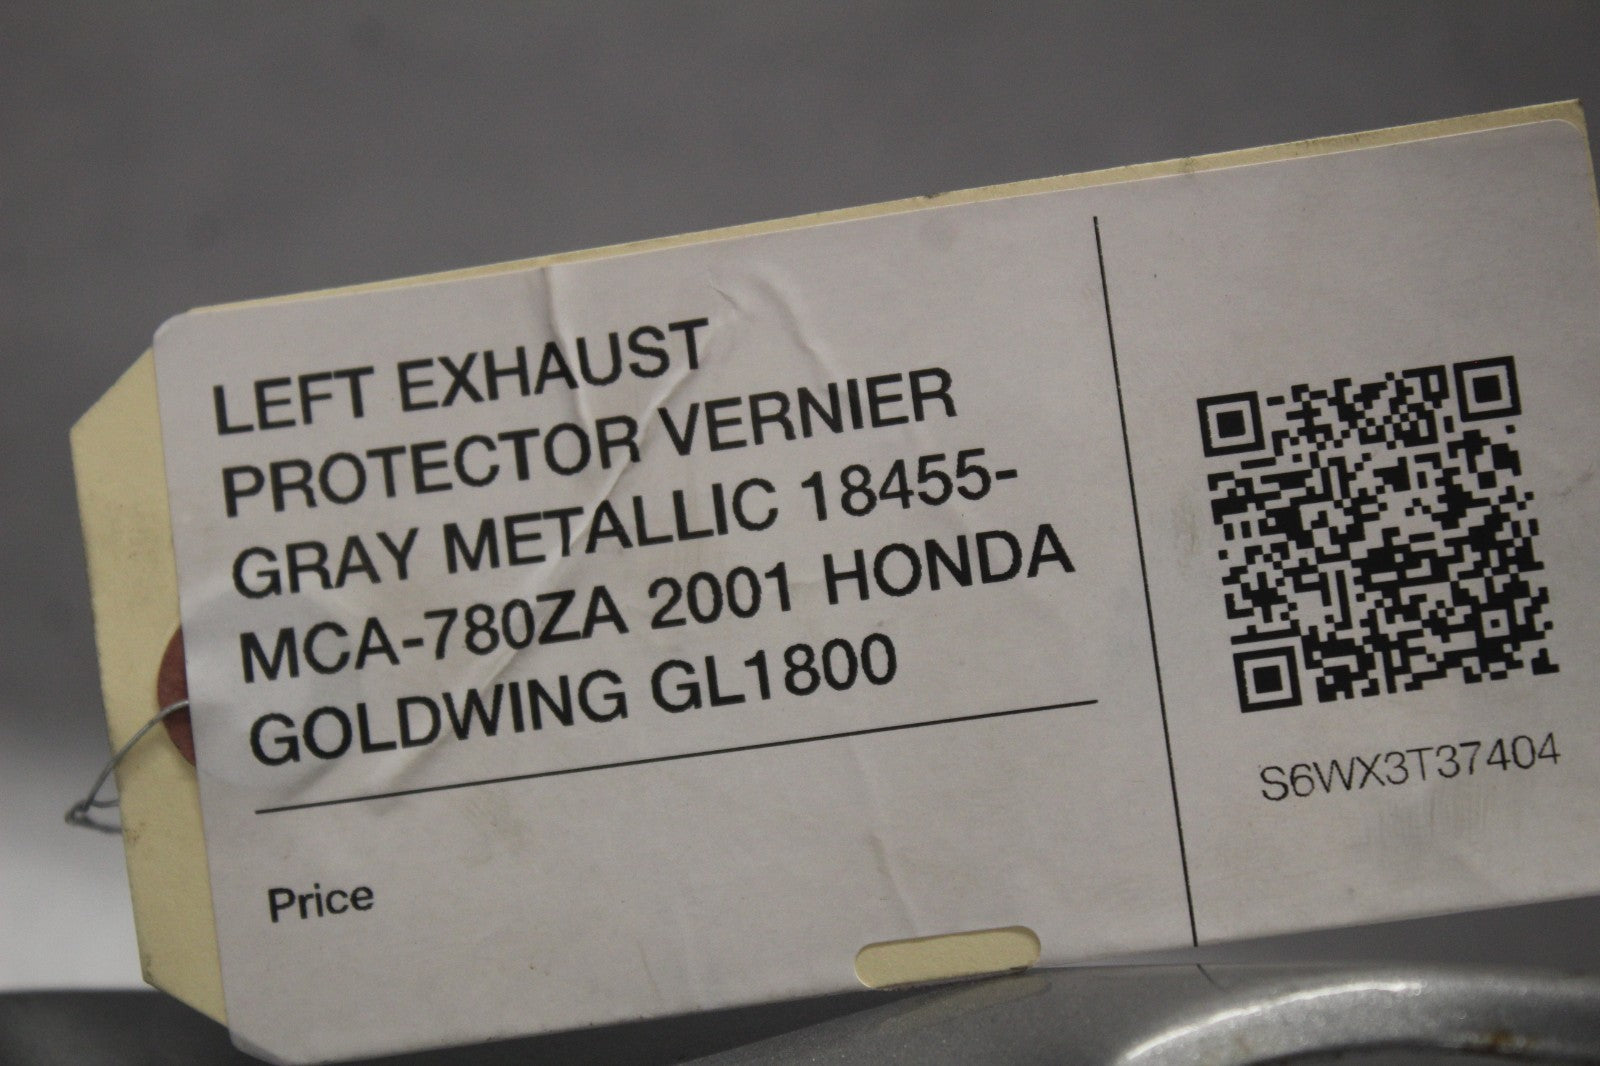 LEFT EXHAUST
PROTECTOR VERNIER
GRAY METALLIC 18455-
MCA-780ZA 2001 HONDA
GOLDWING GL1800
Price
S6WX3T37404